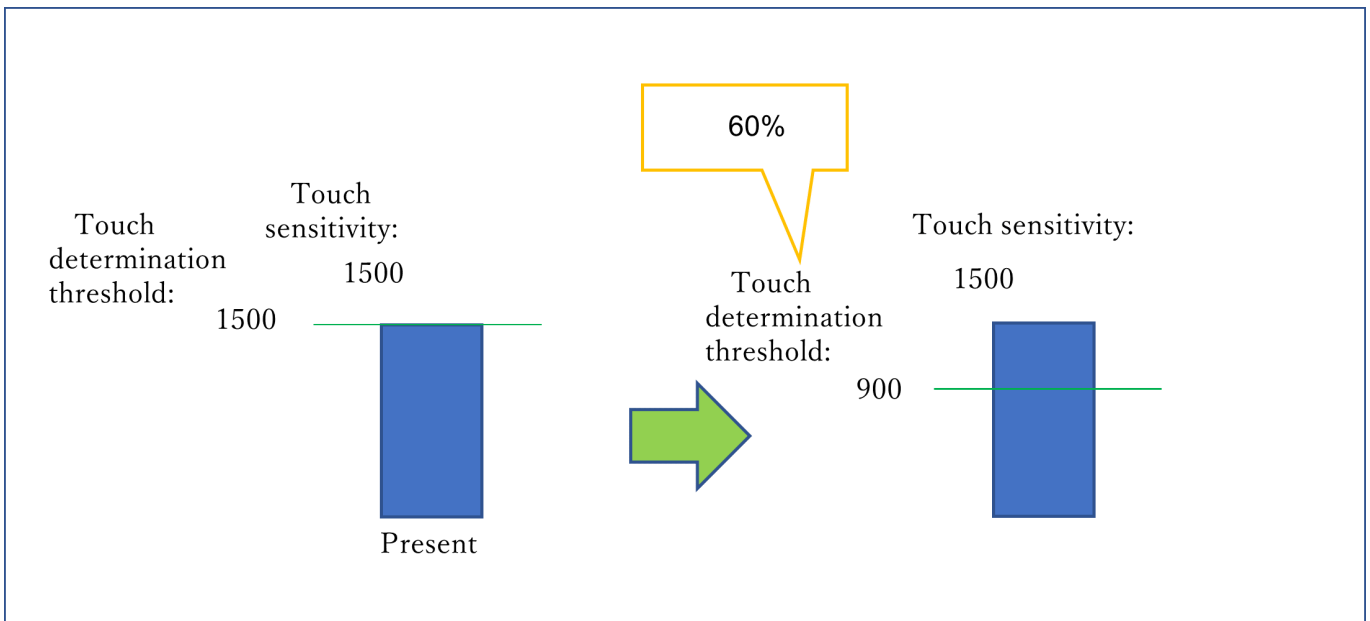 60%
Touch
sensitivity:
1500
Touch
determination
threshold:
1500
Present
Touch sensitivity:
1500
Touch
determination
threshold:
900